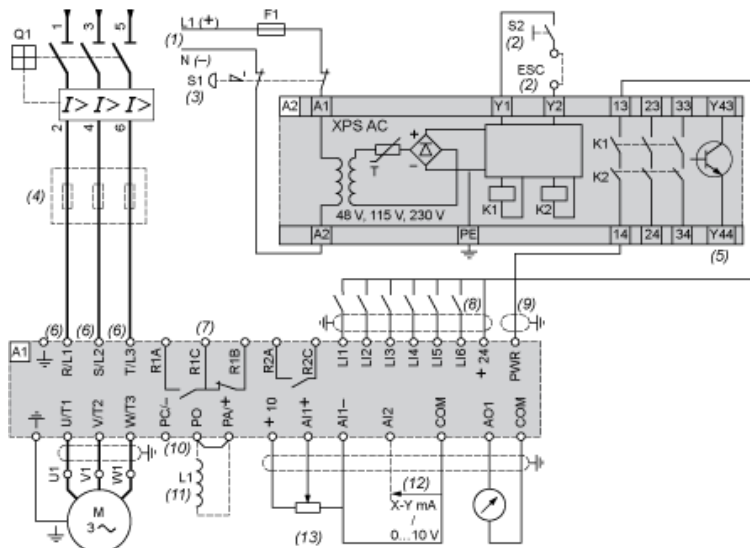 1 3 5
Q1
I> I> I>
2 4 6
(4)
L1 (+) F1
(1)
N (–)
S1
(3)
S2
(2)
ESC
(2)
A2 A1 Y1 Y2 13 23 33 Y43
XPS AC
+
–
T
K1
K2
K1 K2
48 V, 115 V, 230 V
A2 PE 14 24 34 Y44
(5)
(6) (6) (6) (7) (8) (9)
A1
R/L1 S/L2 T/L3 R1A R1C R1B R2A R2C LI1 LI2 LI3 LI4 LI5 LI6 + 24 PWR
U/T1 V/T2 W/T3 PC/– PO PA/+ + 10 AI1+ AI1– AI2 COM AO1 COM
(10)
U1 V1 W1
L1
(11)
(12)
X-Y mA
/
0...10 V
M
3
(13)